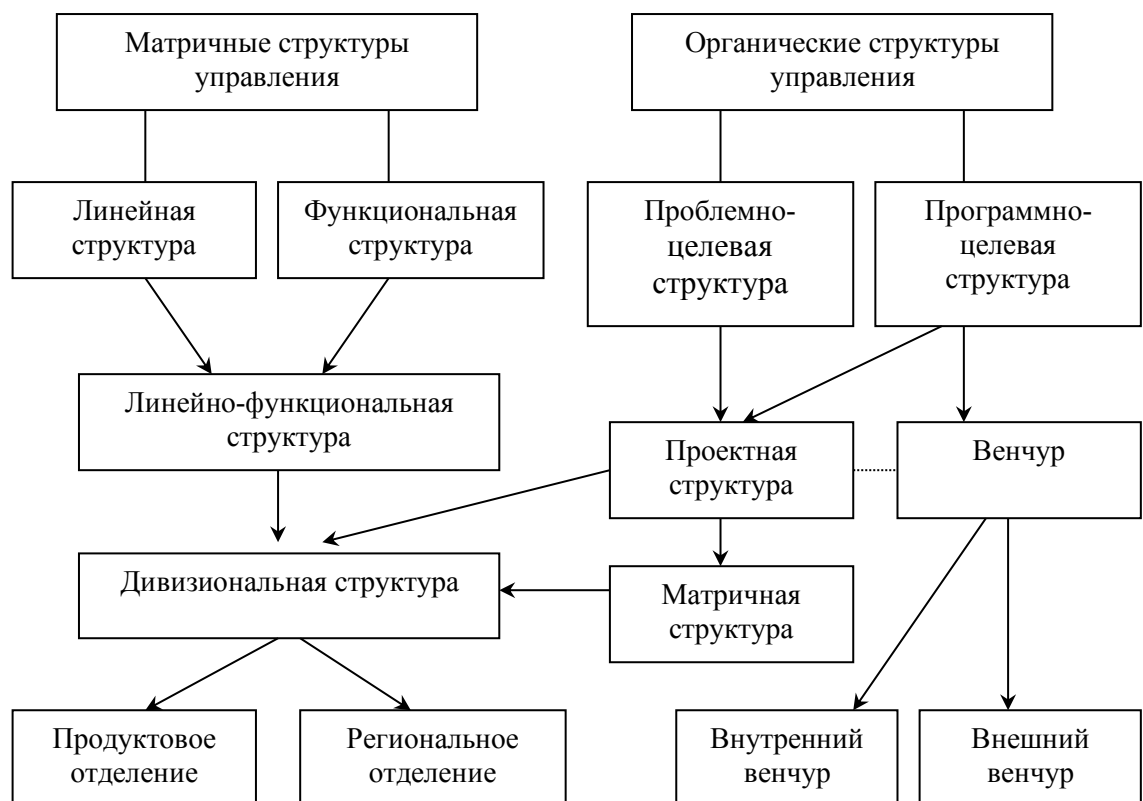 Матричные структуры
управления
Органические структуры
управления
Линейная
структура
Функциональная
структура
Проблемно-
целевая
структура
Программно-
целевая
структура
Линейно-функциональная
структура
Проектная
структура
Венчур
Дивизиональная структура
Матричная
структура
Продуктовое
отделение
Региональное
отделение
Внутренний
венчур
Внешний
венчур